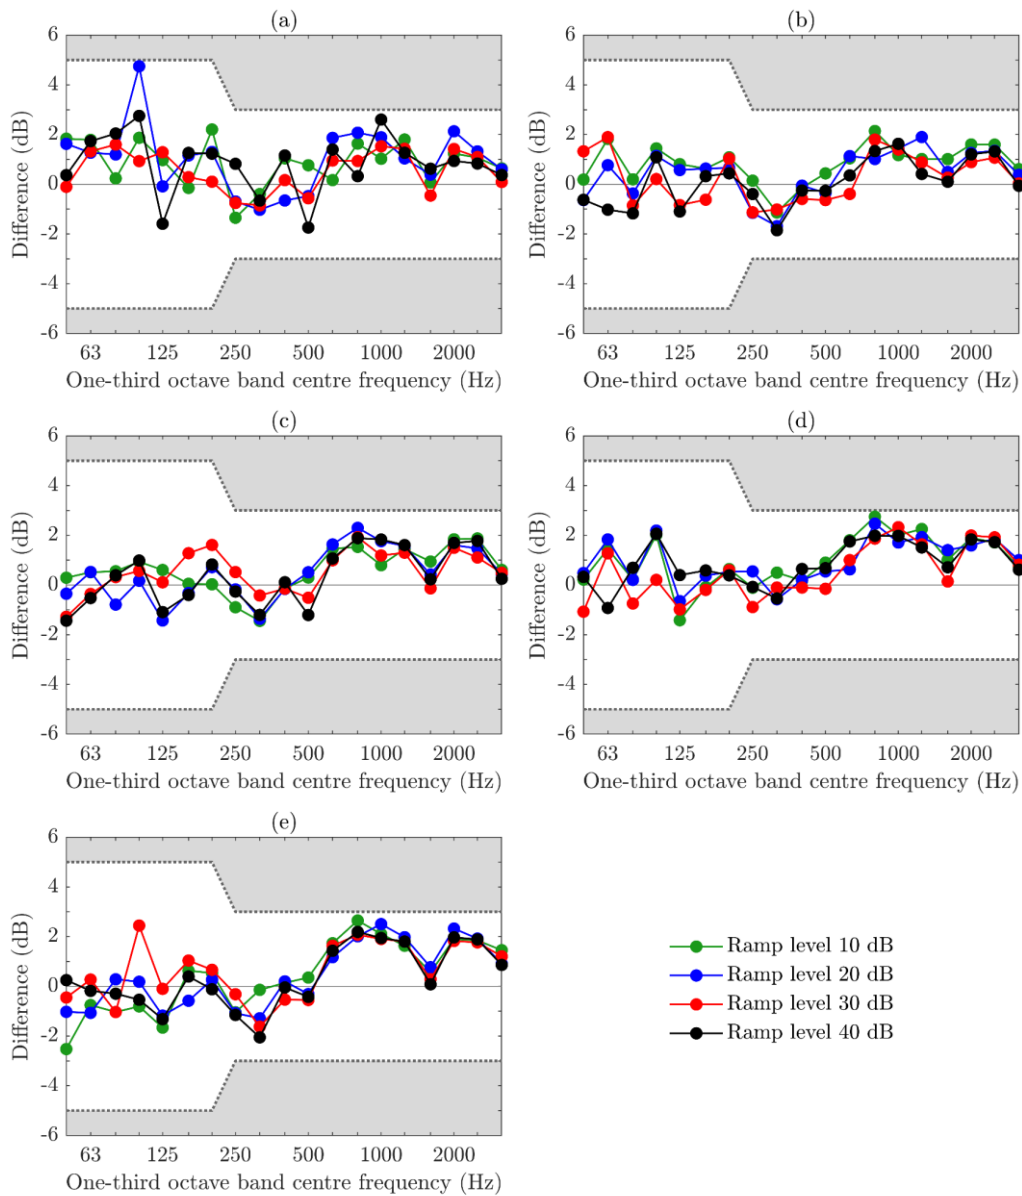 (a)
6
4
2
0
-2
-4
-6
Difference (dB)
63 125 250 500 1000 2000
One-third octave band centre frequency (Hz)
(b)
6
4
2
0
-2
-4
-6
Difference (dB)
63 125 250 500 1000 2000
One-third octave band centre frequency (Hz)
(c)
6
4
2
0
-2
-4
-6
Difference (dB)
63 125 250 500 1000 2000
One-third octave band centre frequency (Hz)
(d)
6
4
2
0
-2
-4
-6
Difference (dB)
63 125 250 500 1000 2000
One-third octave band centre frequency (Hz)
(e)
6
4
2
0
-2
-4
-6
Difference (dB)
63 125 250 500 1000 2000
One-third octave band centre frequency (Hz)
Ramp level 10 dB
Ramp level 20 dB
Ramp level 30 dB
Ramp level 40 dB